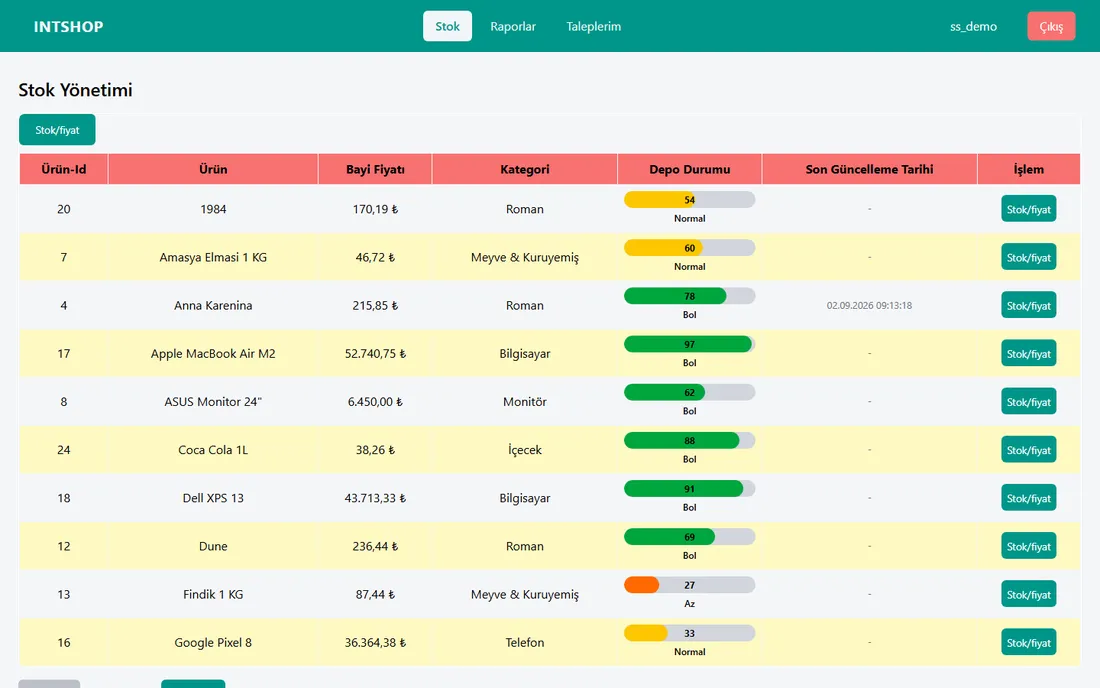 INTSHOP Stok Raporlar Taleplerim ss_demo Çıkış
Stok Yönetimi
Stok/fiyat
Ürün-Id Ürün Bayi Fiyatı Kategori Depo Durumu Son Güncelleme Tarihi İşlem
20 1984 170,19 ₺ Roman 54 Normal - Stok/fiyat
7 Amasya Elmasi 1 KG 46,72 ₺ Meyve & Kuruyemiş 60 Normal - Stok/fiyat
4 Anna Karenina 215,85 ₺ Roman 78 Bol 02.09.2026 09:13:18 Stok/fiyat
17 Apple MacBook Air M2 52.740,75 ₺ Bilgisayar 97 Bol - Stok/fiyat
8 ASUS Monitor 24" 6.450,00 ₺ Monitör 62 Bol - Stok/fiyat
24 Coca Cola 1L 38,26 ₺ İçecek 88 Bol - Stok/fiyat
18 Dell XPS 13 43.713,33 ₺ Bilgisayar 91 Bol - Stok/fiyat
12 Dune 236,44 ₺ Roman 69 Bol - Stok/fiyat
13 Findik 1 KG 87,44 ₺ Meyve & Kuruyemiş 27 Az - Stok/fiyat
16 Google Pixel 8 36.364,38 ₺ Telefon 33 Normal - Stok/fiyat